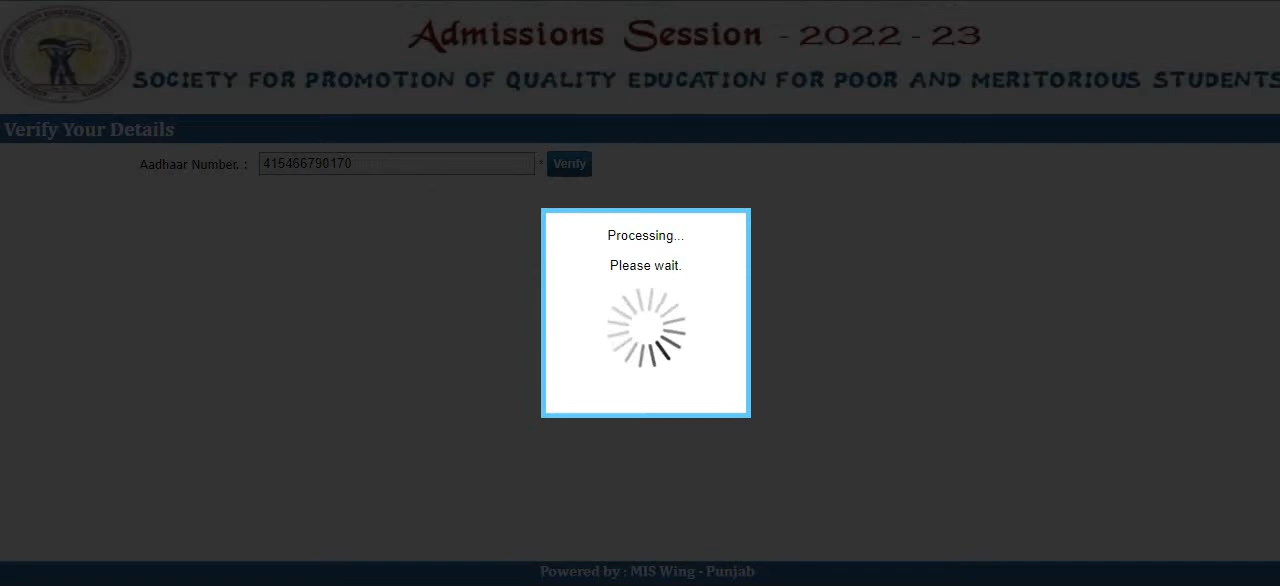 Admissions Session - 2022 - 23
SOCIETY FOR PROMOTION OF QUALITY EDUCATION FOR POOR AND MERITORIOUS STUDENTS
Verify Your Details
Aadhaar Number. : 415466790170 * Verify
Processing...
Please wait.
Powered by : MIS Wing - Punjab